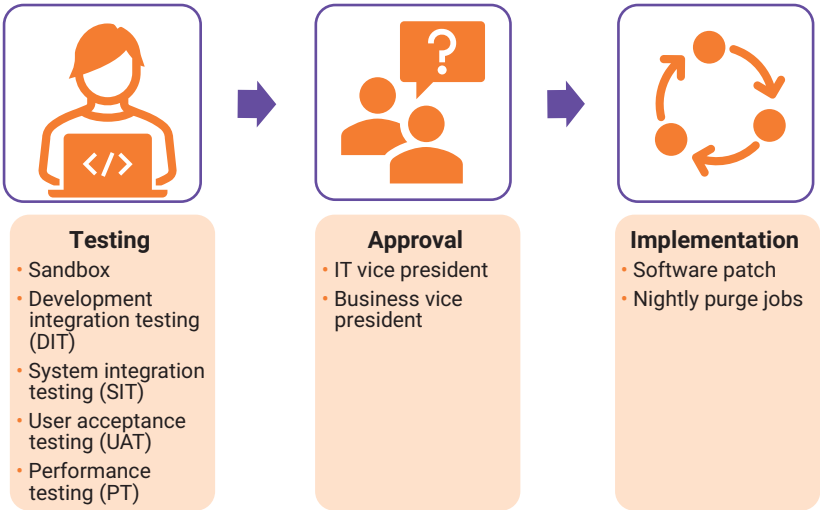 </>
?
Testing
• Sandbox
• Development
integration testing
(DIT)
• System integration
testing (SIT)
• User acceptance
testing (UAT)
• Performance
testing (PT)
Approval
• IT vice president
• Business vice
president
Implementation
• Software patch
• Nightly purge jobs